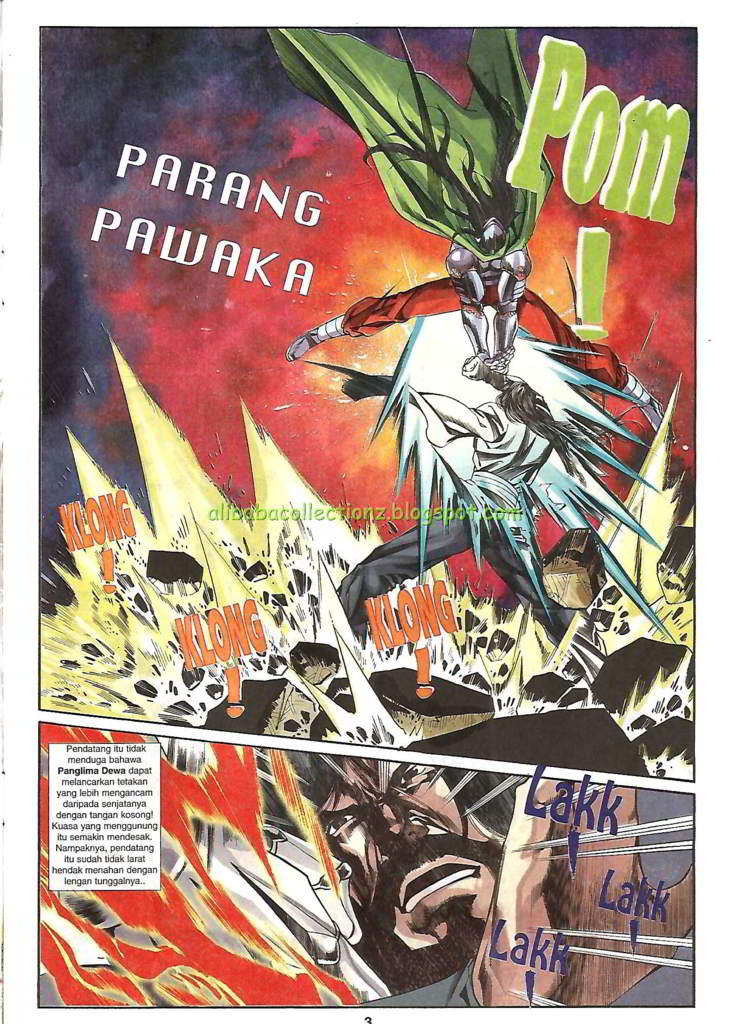 PARANG
PAWAKA
Pom
!
KLONG
!
KLONG
!
KLONG
!
alibabacollectionz.blogspot.com
Pendatang itu tidak
menduga bahawa
Panglima Dewa dapat
melancarkan tetakan
yang lebih mengancam
daripada senjatanya
dengan tangan kosong!
Kuasa yang menggunung
itu semakin mendesak.
Nampaknya, pendatang
itu sudah tidak larat
hendak menahan dengan
lengan tunggalnya..
Lakk
!
Lakk
!
Lakk
!
3